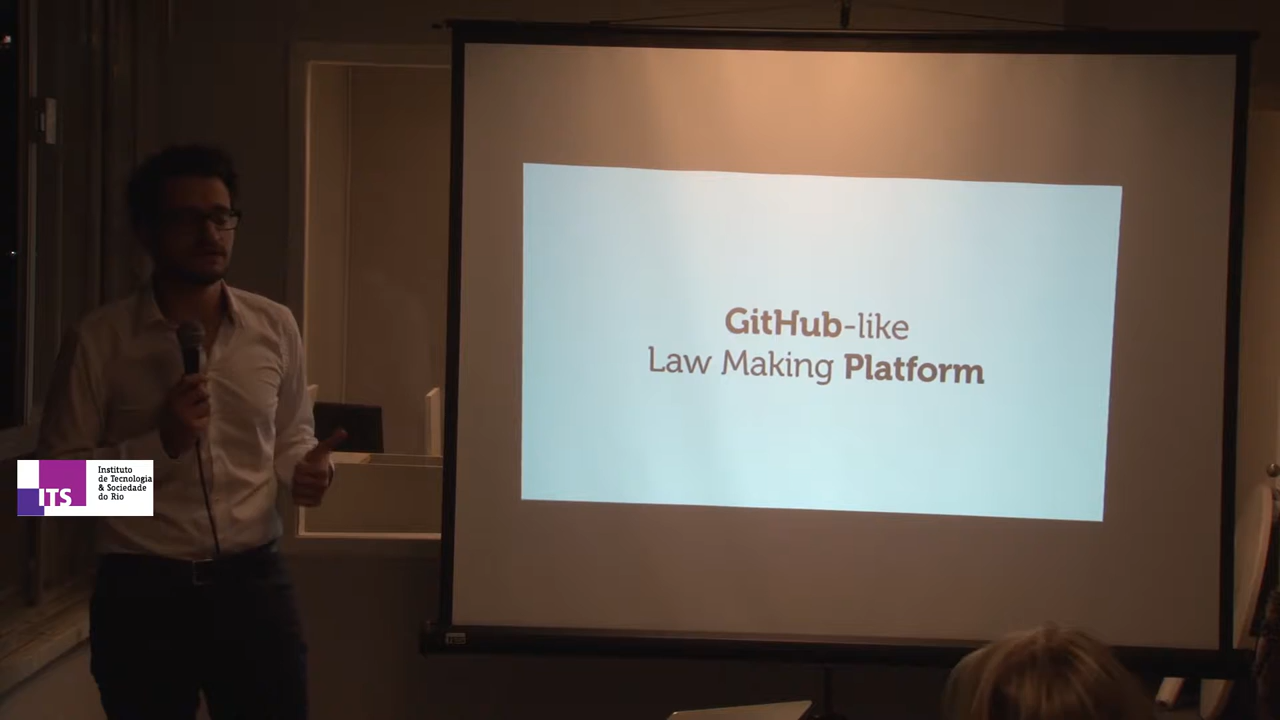 GitHub-like
Law Making Platform
ITS
Instituto
de Tecnologia
& Sociedade
do Rio